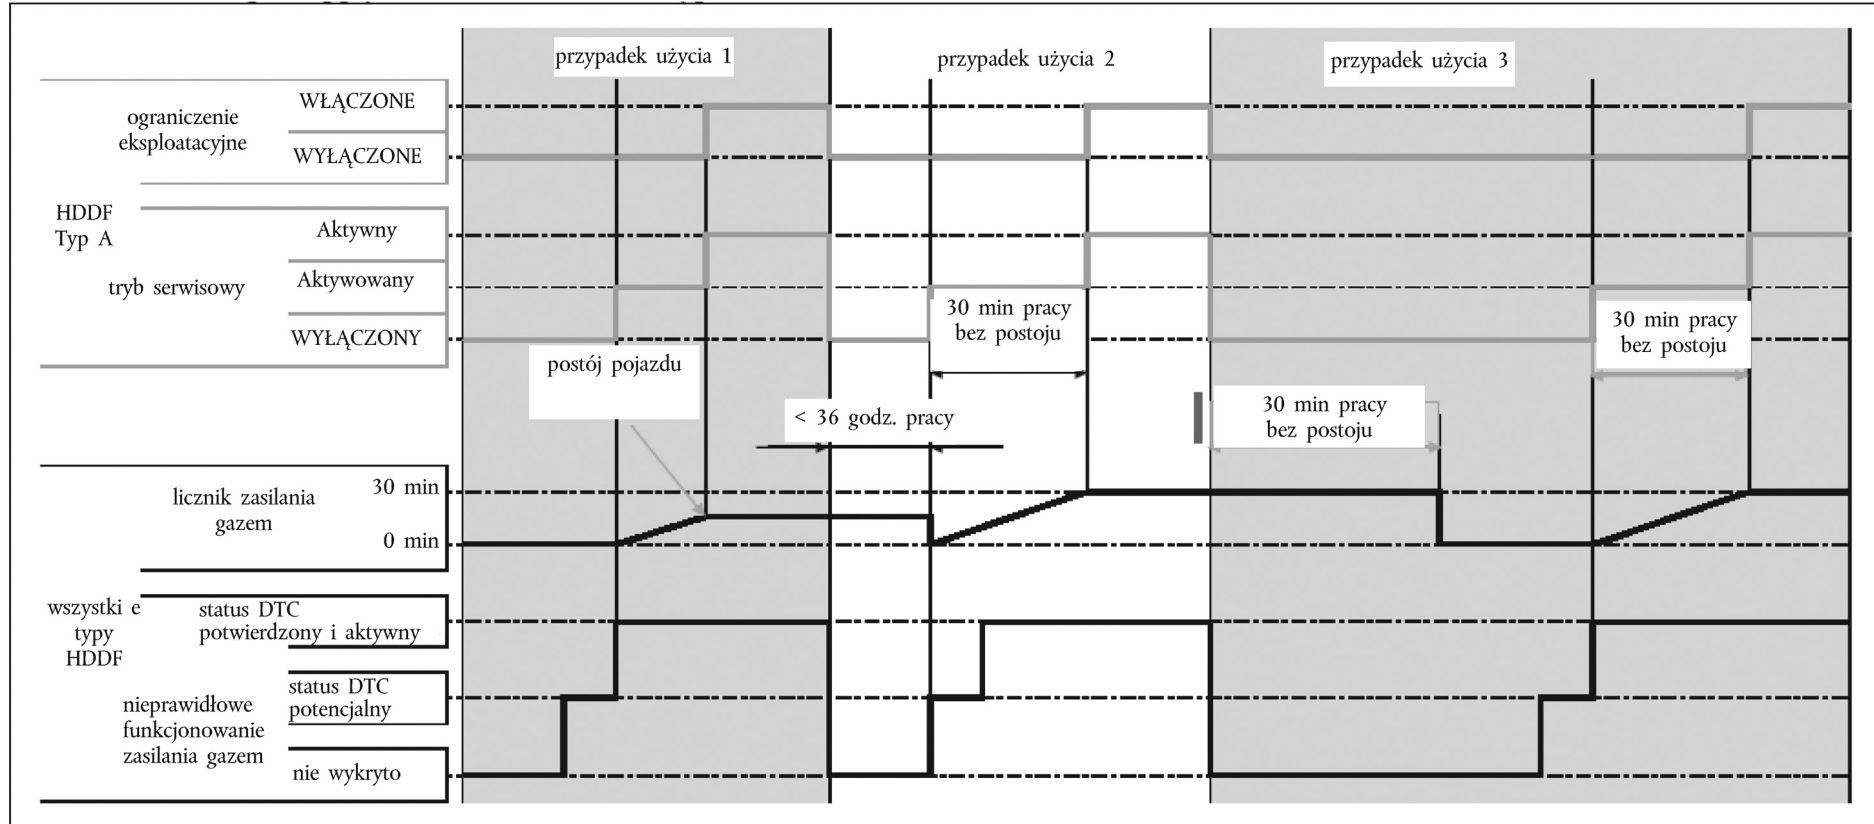 przypadek użycia 1
przypadek użycia 2
przypadek użycia 3
WŁĄCZONE
ograniczenie
eksploatacyjne
WYŁĄCZONE
HDDF
Typ A
Aktywny
tryb serwisowy
Aktywowany
WYŁĄCZONY
30 min pracy
bez postoju
30 min pracy
bez postoju
postój pojazdu
< 36 godz. pracy
30 min pracy
bez postoju
licznik zasilania
gazem
30 min
0 min
wszystki e
typy
HDDF
status DTC
potwierdzony i aktywny
status DTC
potencjalny
nieprawidłowe
funkcjonowanie
zasilania gazem
nie wykryto